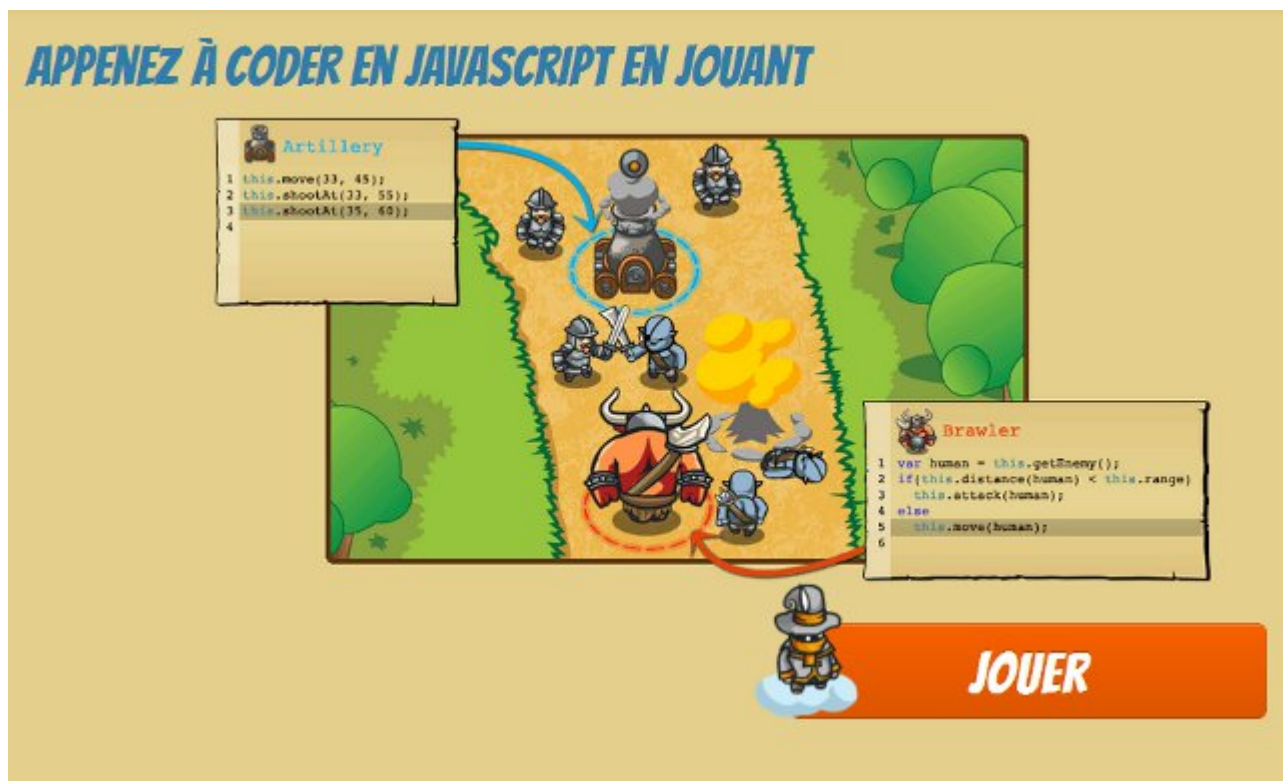 APPENEZ À CODER EN JAVASCRIPT EN JOUANT
Artillery
1 this.move(33, 45);
2 this.shootAt(33, 55);
3 this.shootAt(35, 60);
4
Brawler
1 var human = this.getEnemy();
2 if(this.distance(human) < this.range)
3 this.attack(human);
4 else
5 this.move(human);
6
JOUER